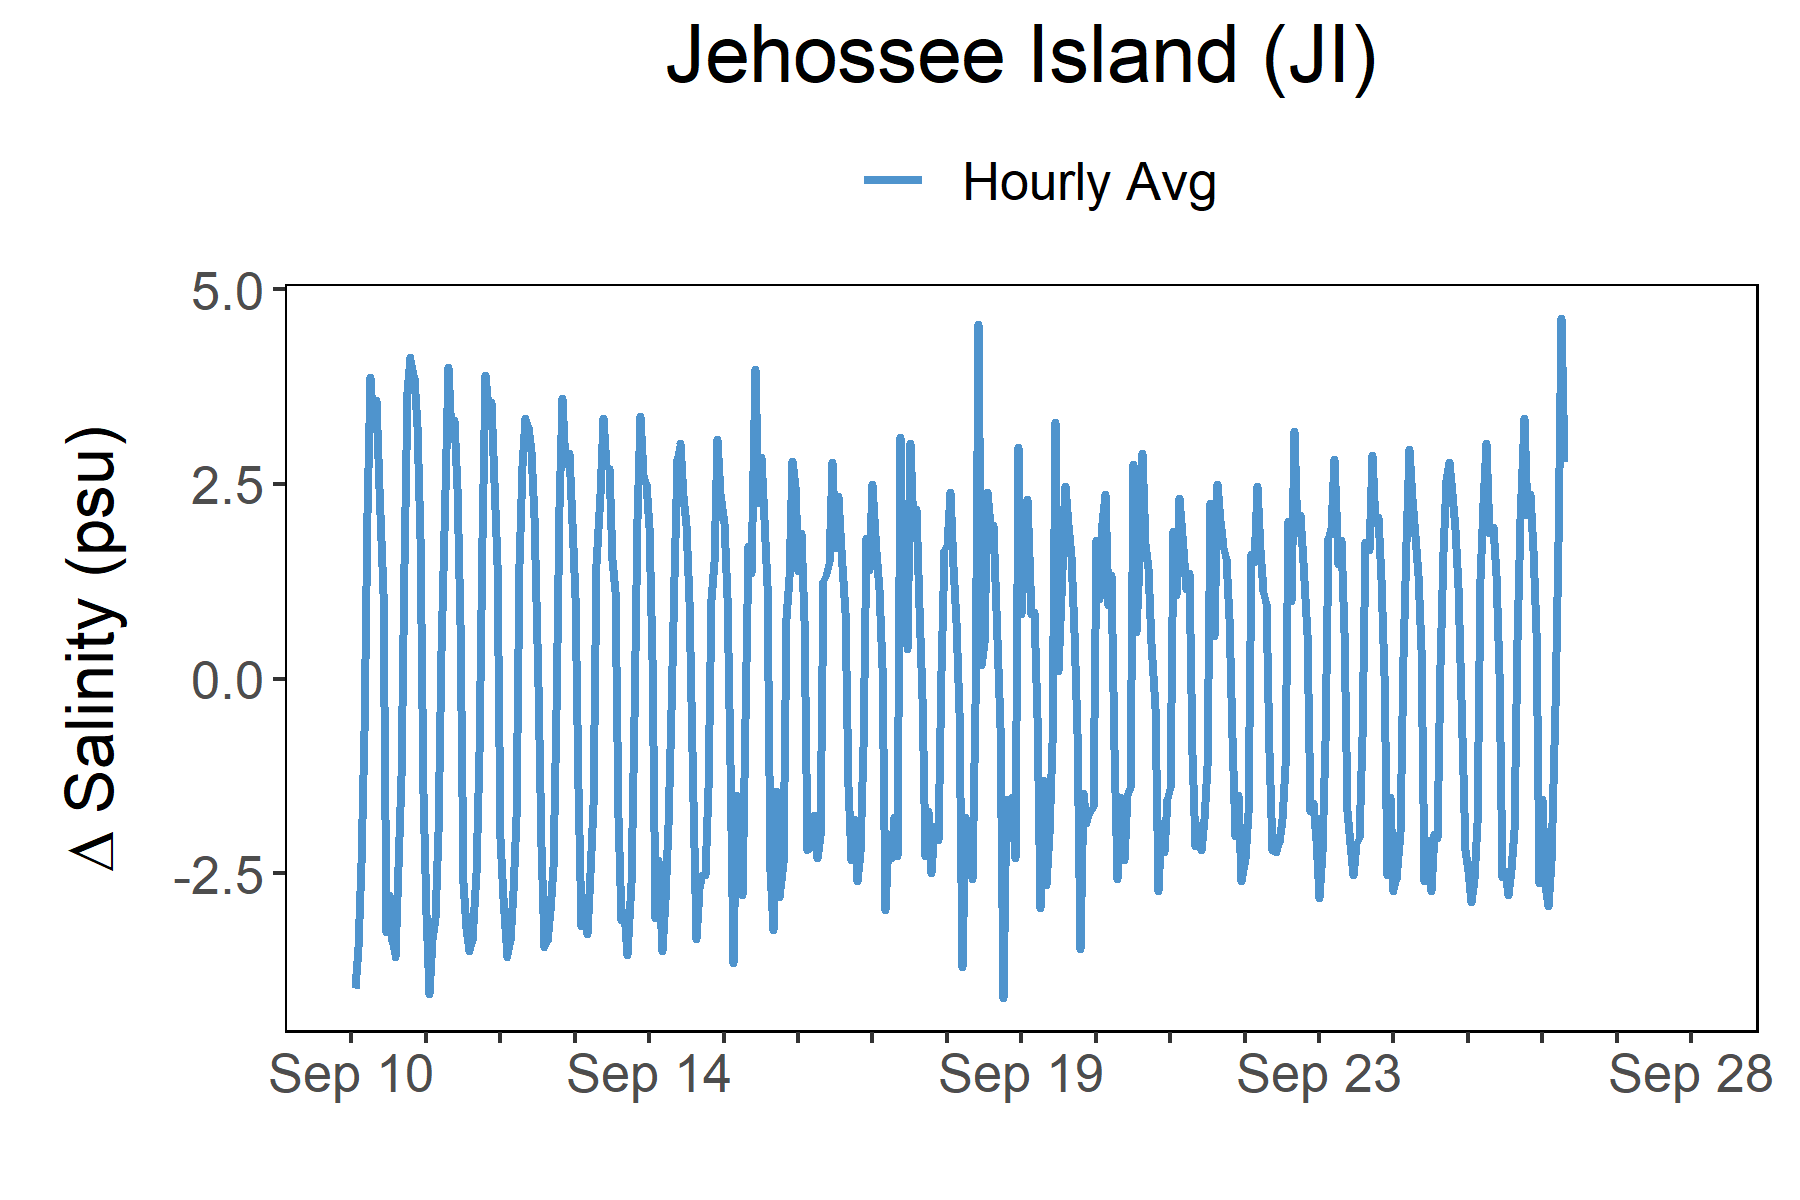 Jehossee Island (JI)
Hourly Avg
Δ Salinity (psu)
5.0
2.5
0.0
-2.5
Sep 10 Sep 14 Sep 19 Sep 23 Sep 28